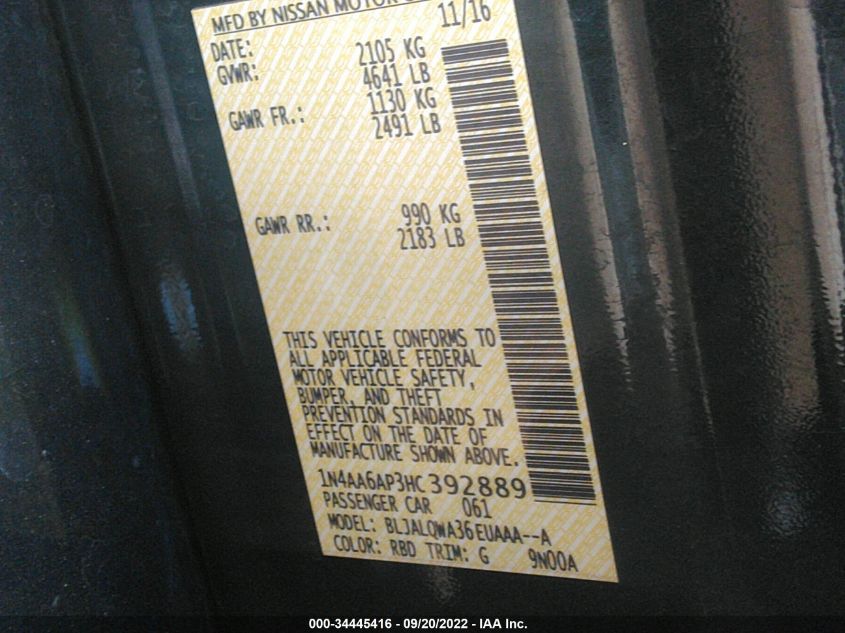 MFD BY NISSAN MOTOR
DATE: 11/16
GVWR: 2105 KG
4641 LB
GAWR FR.: 1130 KG
2491 LB
GAWR RR.: 990 KG
2183 LB
THIS VEHICLE CONFORMS TO
ALL APPLICABLE FEDERAL
MOTOR VEHICLE SAFETY,
BUMPER, AND THEFT
PREVENTION STANDARDS IN
EFFECT ON THE DATE OF
MANUFACTURE SHOWN ABOVE.
1N4AA6AP3HC392889
PASSENGER CAR 061
MODEL: BLJALQWA36EUAAA--A
COLOR: RBD TRIM: G 9N00A
000-34445416 - 09/20/2022 - IAA Inc.